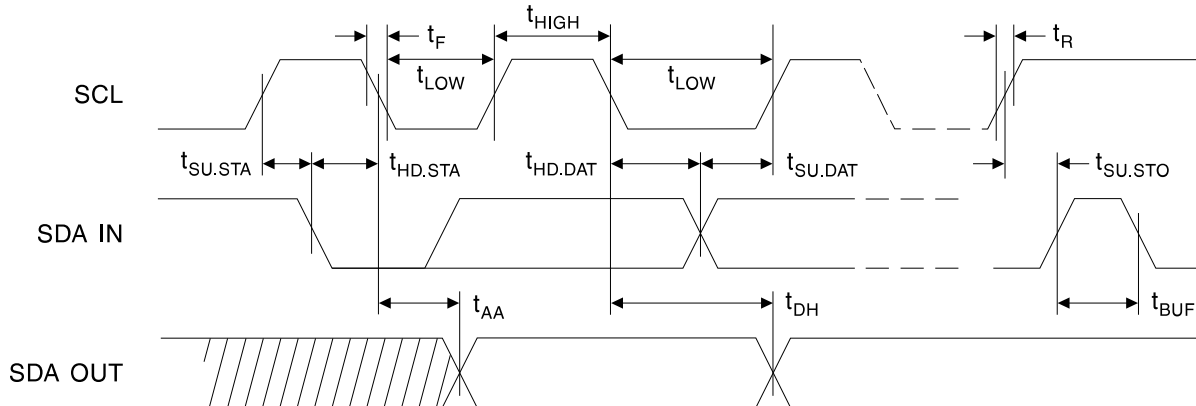 tF
tHIGH
tR
tLOW
tLOW
SCL
tSU.STA
tHD.STA
tHD.DAT
tSU.DAT
tSU.STO
SDA IN
tAA
tDH
tBUF
SDA OUT